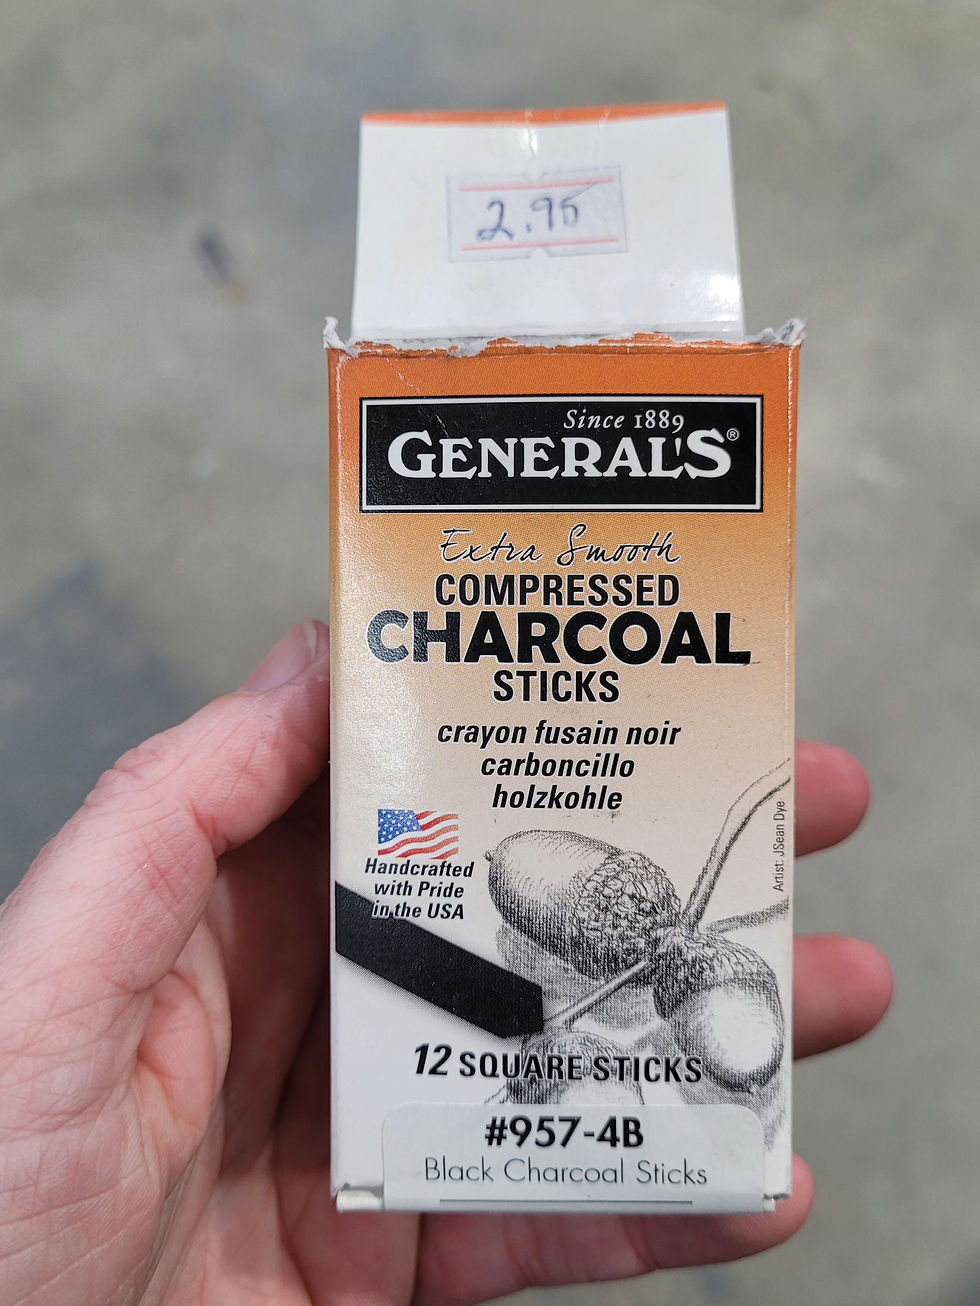 2.95
Since 1889
GENERAL'S®
Extra Smooth
COMPRESSED
CHARCOAL
STICKS
crayon fusain noir
carboncillo
holzkohle
Handcrafted
with Pride
in the USA
Artist: JSean Dye
12 SQUARE STICKS
#957-4B
Black Charcoal Sticks